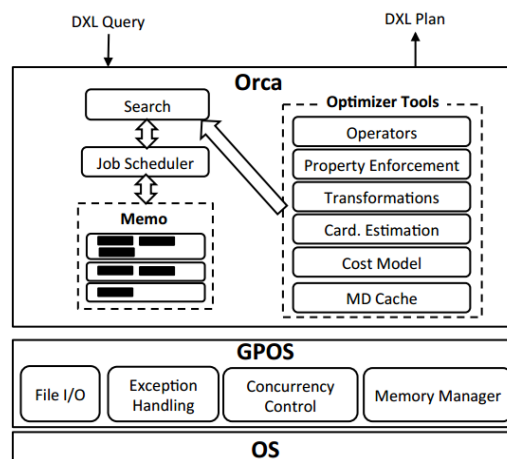 DXL Query
DXL Plan
Orca
Search
Job Scheduler
Memo
Optimizer Tools
Operators
Property Enforcement
Transformations
Card. Estimation
Cost Model
MD Cache
GPOS
File I/O
Exception
Handling
Concurrency
Control
Memory Manager
OS